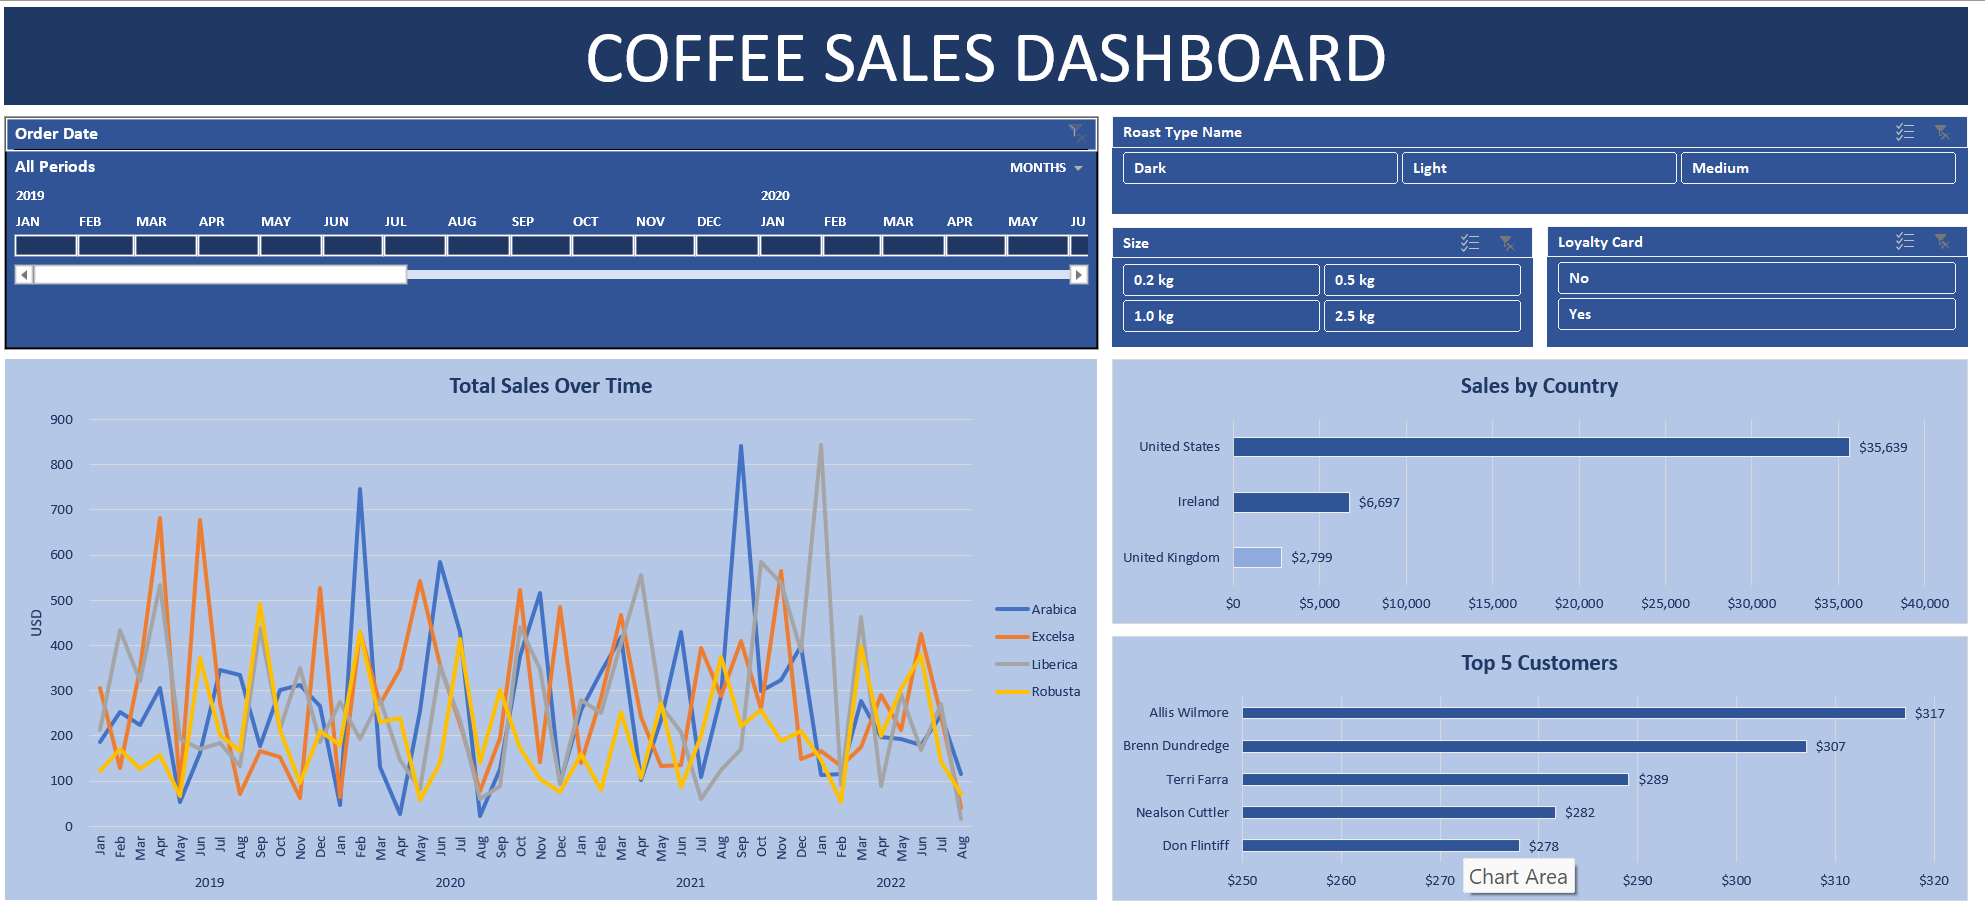 COFFEE SALES DASHBOARD
Order Date
All Periods
MONTHS
2019 2020
JAN FEB MAR APR MAY JUN JUL AUG SEP OCT NOV DEC JAN FEB MAR APR MAY JU
Roast Type Name
Dark Light Medium
Size
0.2 kg 0.5 kg
1.0 kg 2.5 kg
Loyalty Card
No
Yes
Total Sales Over Time
900
800
700
600
500
400
300
200
100
0
USD
Jan Feb Mar Apr May Jun Jul Aug Sep Oct Nov Dec Jan Feb Mar Apr May Jun Jul Aug Sep Oct Nov Dec Jan Feb Mar Apr May Jun Jul Aug Sep Oct Nov Dec Jan Feb Mar Apr May Jun Jul Aug
2019 2020 2021 2022
Arabica
Excelsa
Liberica
Robusta
Sales by Country
United States $35,639
Ireland $6,697
United Kingdom $2,799
$0 $5,000 $10,000 $15,000 $20,000 $25,000 $30,000 $35,000 $40,000
Top 5 Customers
Allis Wilmore $317
Brenn Dundredge $307
Terri Farra $289
Nealson Cuttler $282
Don Flintiff $278
$250 $260 $270 $290 $300 $310 $320
Chart Area